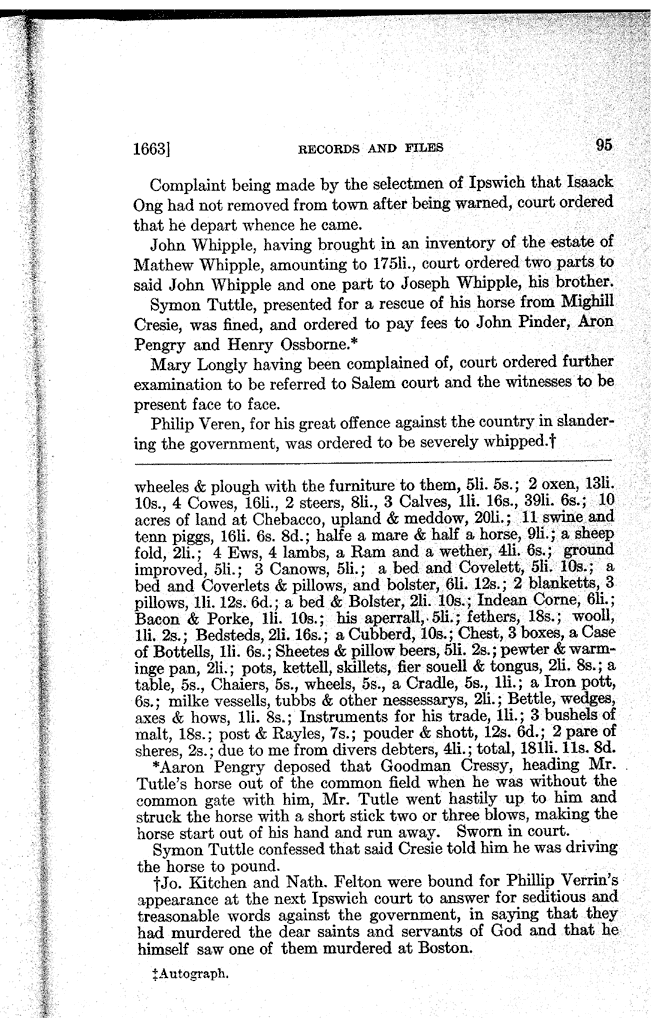 1663] RECORDS AND FILES 95
Complaint being made by the selectmen of Ipswich that Isaack
Ong had not removed from town after being warned, court ordered
that he depart whence he came.
John Whipple, having brought in an inventory of the estate of
Mathew Whipple, amounting to 175li., court ordered two parts to
said John Whipple and one part to Joseph Whipple, his brother.
Symon Tuttle, presented for a rescue of his horse from Mighill
Cresie, was fined, and ordered to pay fees to John Pinder, Aron
Pengry and Henry Ossborne.*
Mary Longly having been complained of, court ordered further
examination to be referred to Salem court and the witnesses to be
present face to face.
Philip Veren, for his great offence against the country in slander-
ing the government, was ordered to be severely whipped.†
wheeles & plough with the furniture to them, 5li. 5s.; 2 oxen, 13li.
10s., 4 Cowes, 16li., 2 steers, 8li., 3 Calves, 1li. 16s., 39li. 6s.; 10
acres of land at Chebacco, upland & meddow, 20li.; 11 swine and
tenn piggs, 16li. 6s. 8d.; halfe a mare & half a horse, 9li.; a sheep
fold, 2li.; 4 Ews, 4 lambs, a Ram and a wether, 4li. 6s.; ground
improved, 5li.; 3 Canows, 5li.; a bed and Covelett, 5li. 10s.; a
bed and Coverlets & pillows, and bolster, 6li. 12s.; 2 blanketts, 3
pillows, 1li. 12s. 6d.; a bed & Bolster, 2li. 10s.; Indean Corne, 6li.;
Bacon & Porke, 1li. 10s.; his aperrall, 5li.; fethers, 18s.; wooll,
1li. 2s.; Bedsteds, 2li. 16s.; a Cubberd, 10s.; Chest, 3 boxes, a Case
of Bottells, 1li. 6s.; Sheetes & pillow beers, 5li. 2s.; pewter & warm-
inge pan, 2li.; pots, kettell, skillets, fier souell & tongus, 2li. 8s.; a
table, 5s., Chaiers, 5s., wheels, 5s., a Cradle, 5s., 1li.; a Iron pott,
6s.; milke vessells, tubbs & other nessessarys, 2li.; Bettle, wedges,
axes & hows, 1li. 8s.; Instruments for his trade, 1li.; 3 bushels of
malt, 18s.; post & Rayles, 7s.; pouder & shott, 12s. 6d.; 2 pare of
sheres, 2s.; due to me from divers debters, 4li.; total, 181li. 11s. 8d.
*Aaron Pengry deposed that Goodman Cressy, heading Mr.
Tutle's horse out of the common field when he was without the
common gate with him, Mr. Tutle went hastily up to him and
struck the horse with a short stick two or three blows, making the
horse start out of his hand and run away. Sworn in court.
Symon Tuttle confessed that said Cresie told him he was driving
the horse to pound.
†Jo. Kitchen and Nath. Felton were bound for Phillip Verrin's
appearance at the next Ipswich court to answer for seditious and
treasonable words against the government, in saying that they
had murdered the dear saints and servants of God and that he
himself saw one of them murdered at Boston.
‡Autograph.